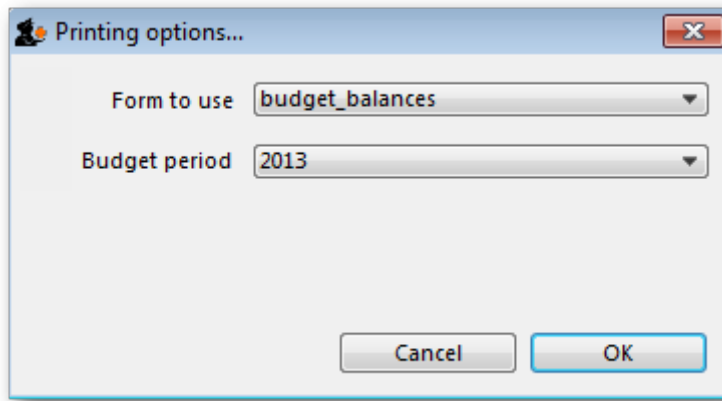 Printing options...
Form to use budget_balances
Budget period 2013
Cancel OK